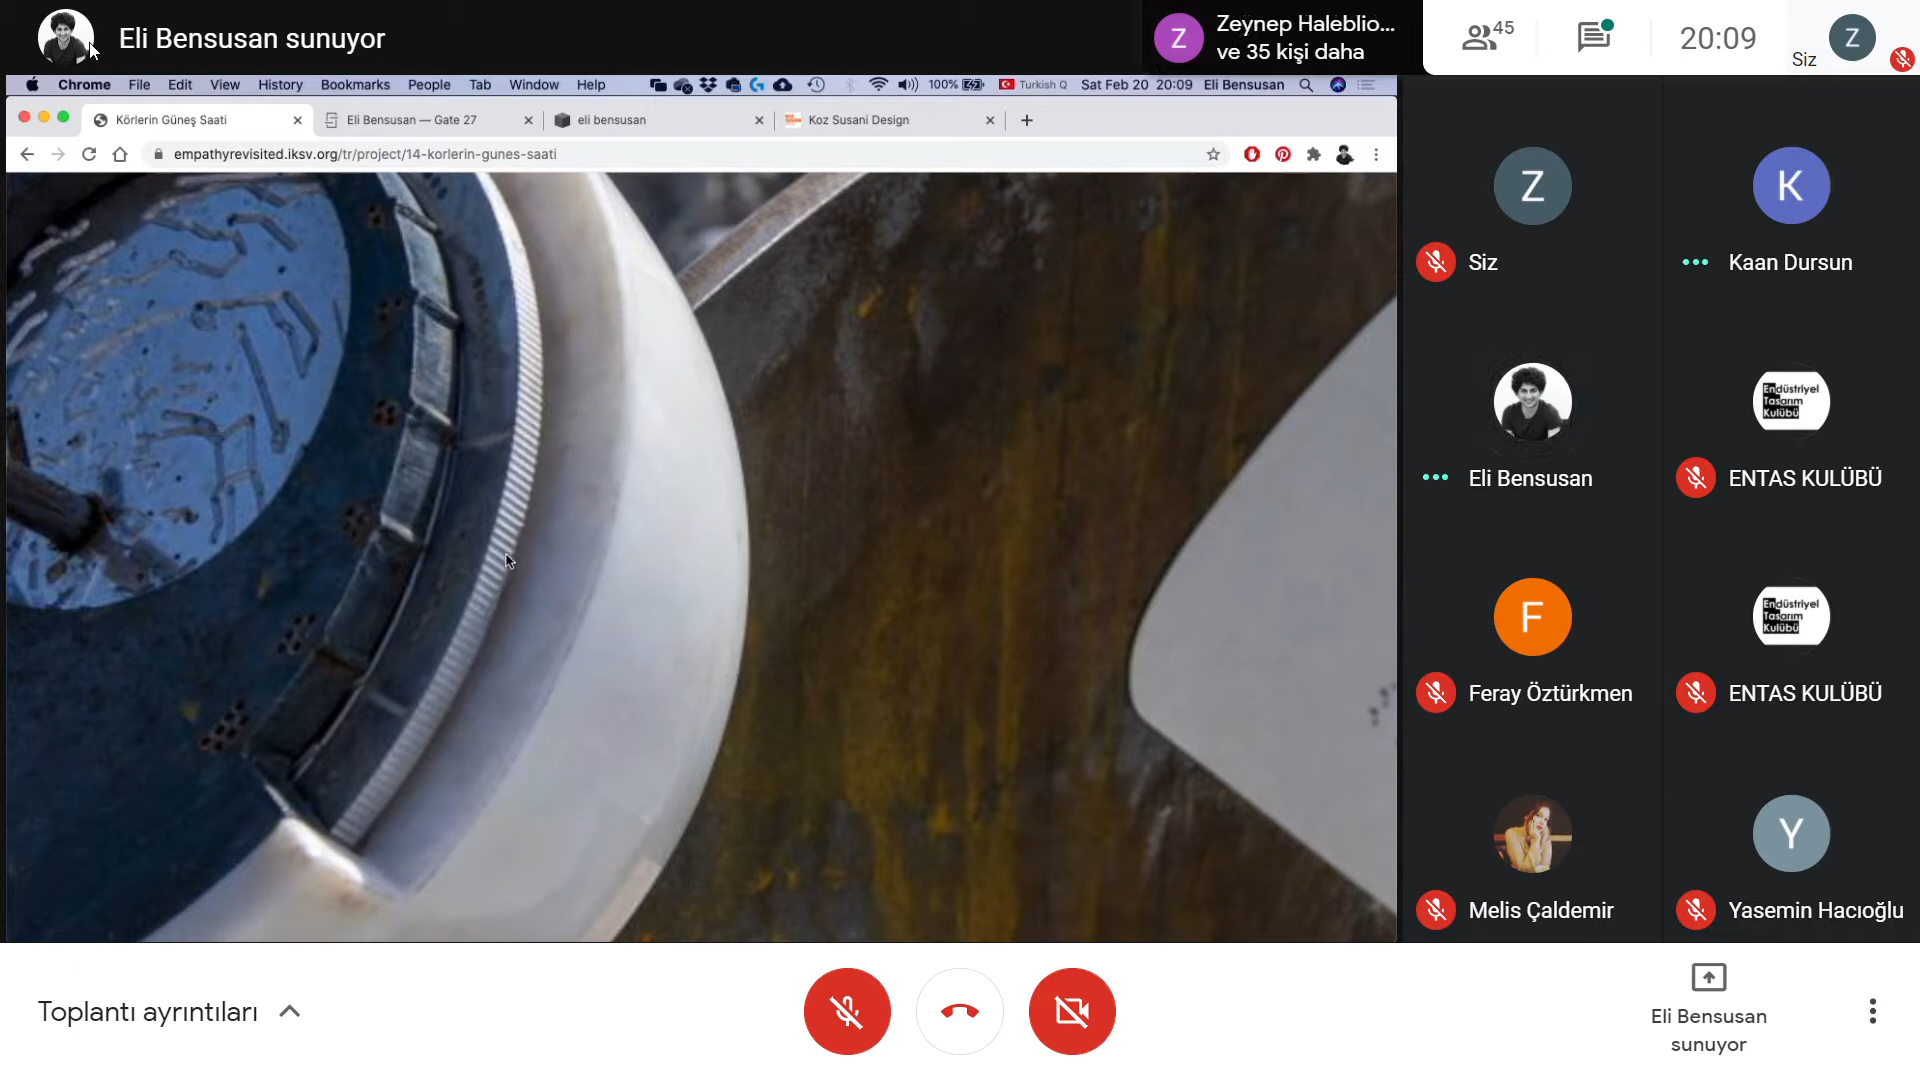 Eli Bensusan sunuyor
Z
Zeynep Haleblio...
ve 35 kişi daha
45
20:09
Siz
Z
Chrome File Edit View History Bookmarks People Tab Window Help
100%
Turkish Q
Sat Feb 20 20:09 Eli Bensusan
Körlerin Güneş Saati
Eli Bensusan — Gate 27
eli bensusan
Koz Susani Design
empathyrevisited.iksv.org/tr/project/14-korlerin-gunes-saati
Z
Siz
K
Kaan Dursun
Eli Bensusan
Endüstriyel
Tasarım
Kulübü
ENTAS KULÜBÜ
F
Feray Öztürkmen
Endüstriyel
Tasarım
Kulübü
ENTAS KULÜBÜ
Melis Çaldemir
Y
Yasemin Hacıoğlu
Toplantı ayrıntıları
Eli Bensusan
sunuyor